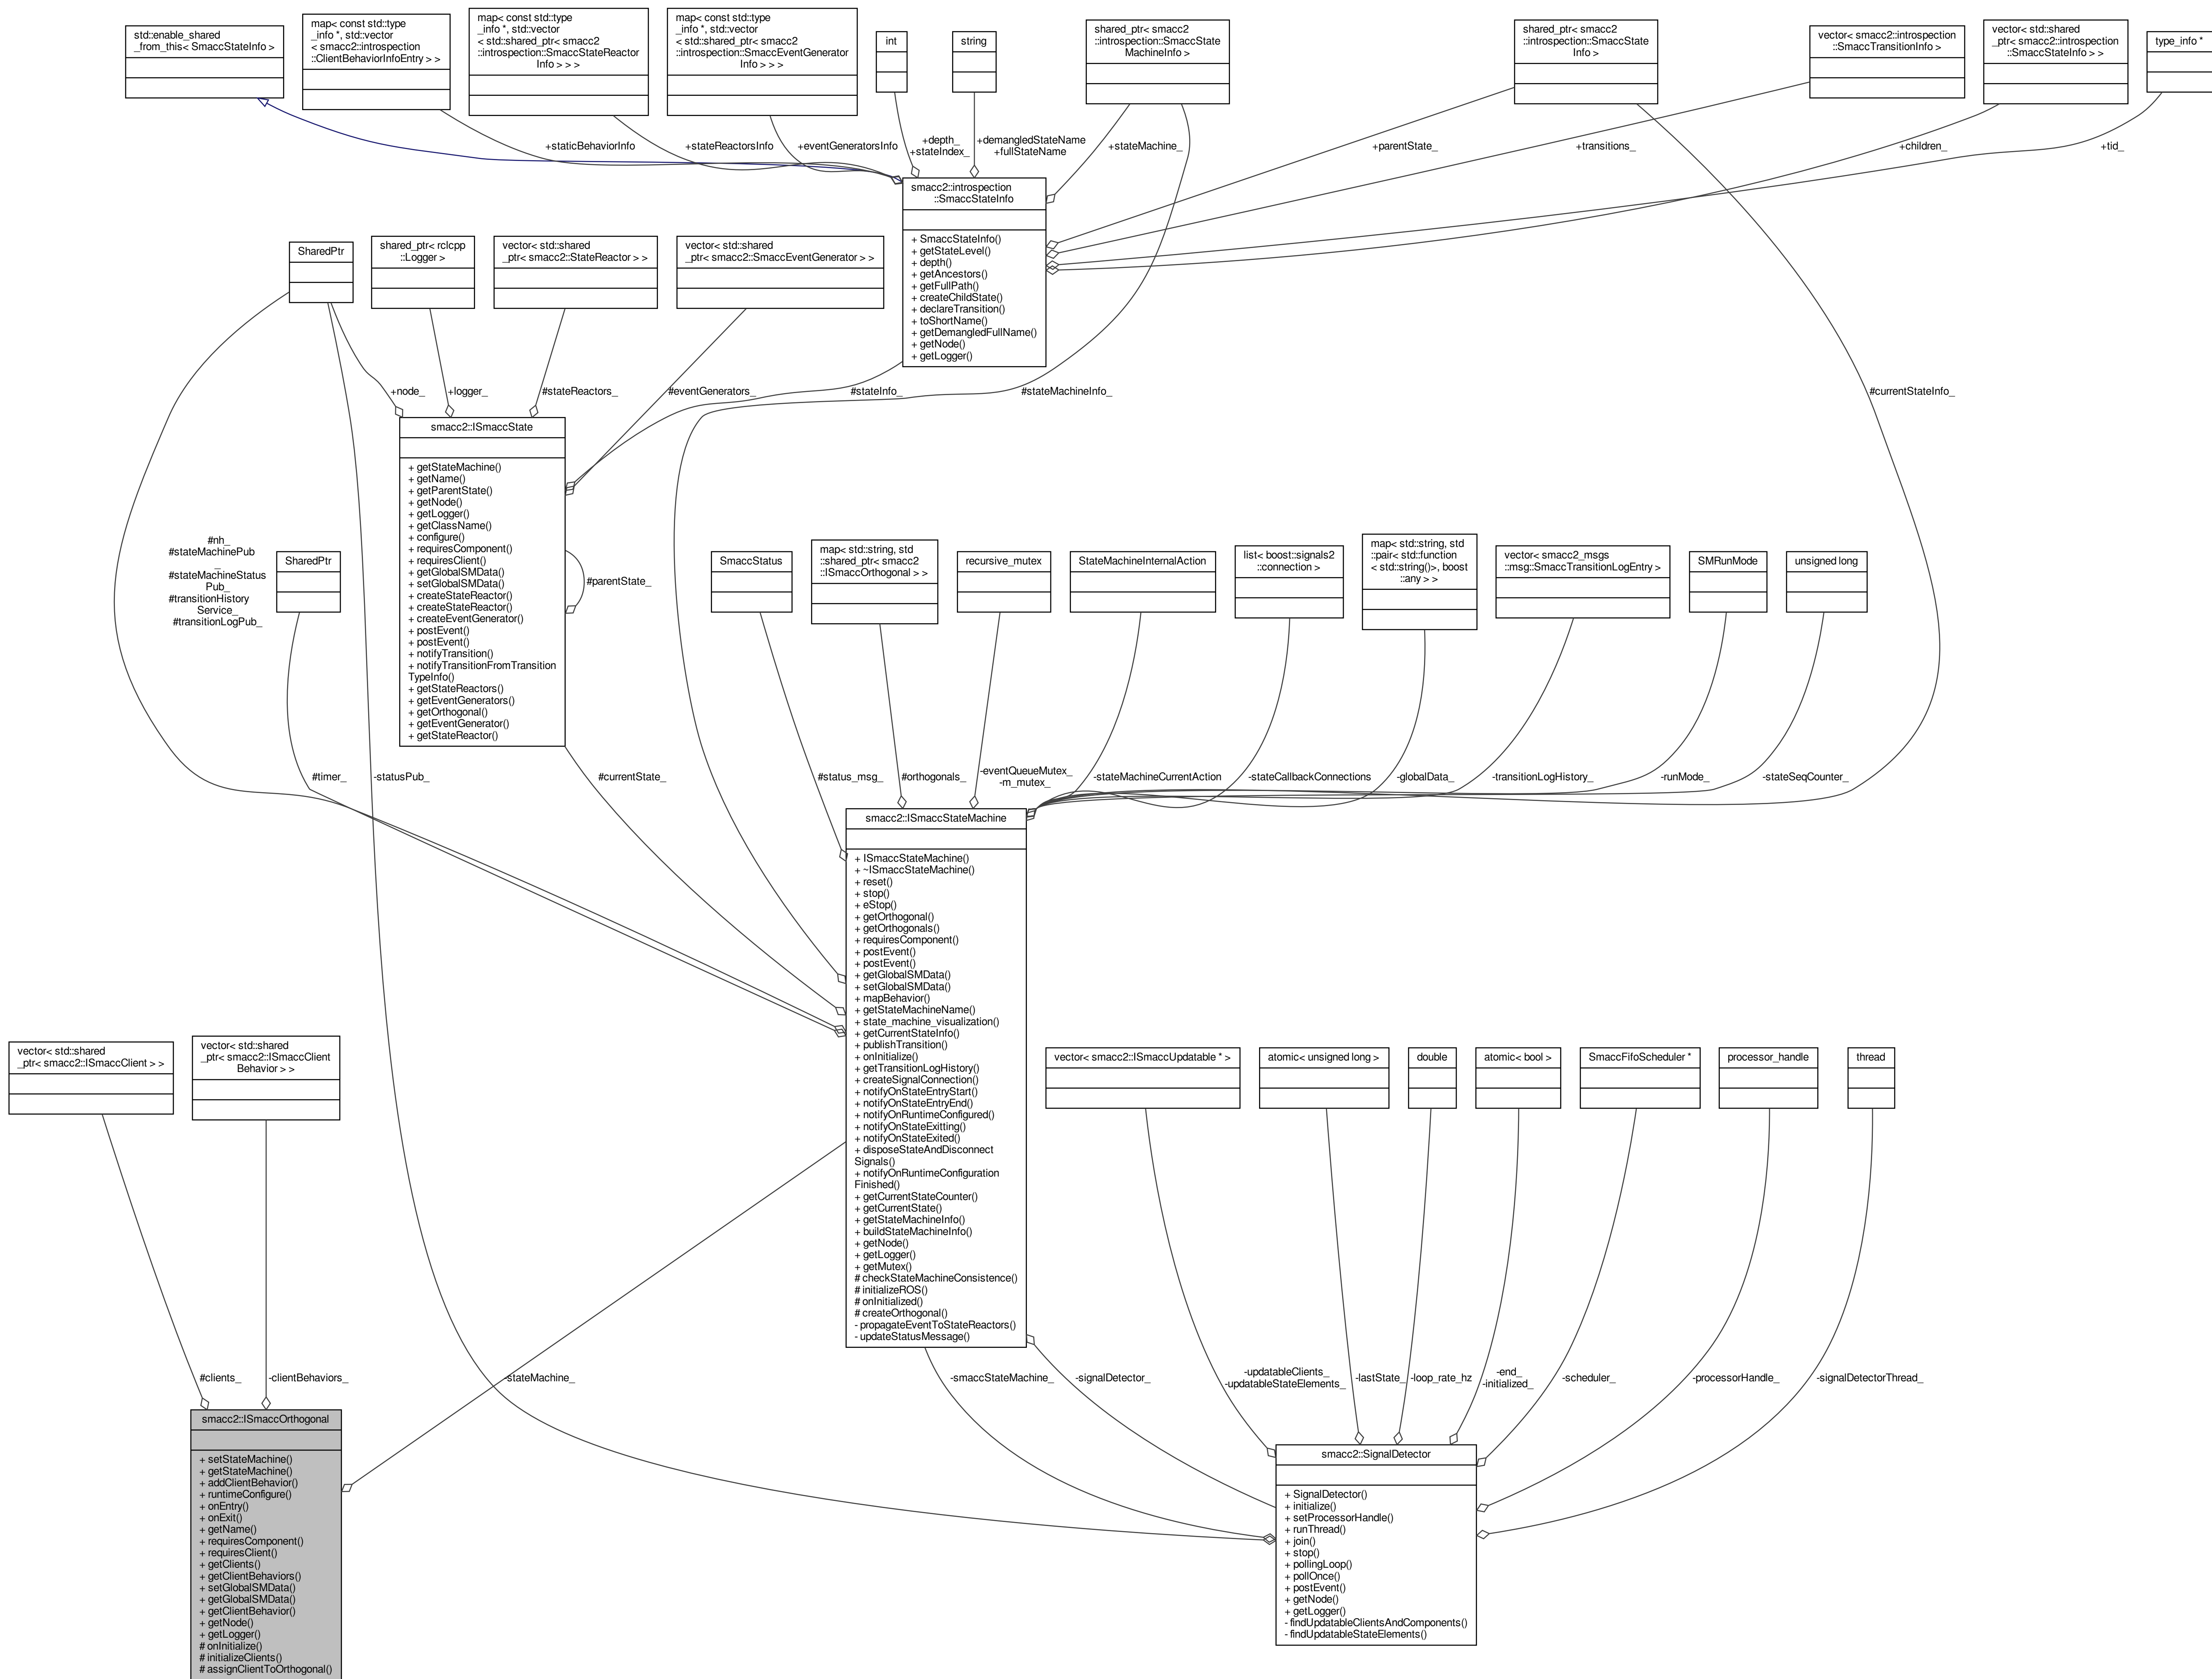 std::enable_shared
_from_this< SmaccStateInfo >
map< const std::type
_info *, std::vector
< smacc2::introspection
::ClientBehaviorInfoEntry > >
map< const std::type
_info *, std::vector
< std::shared_ptr< smacc2
::introspection::SmaccStateReactor
Info > > >
map< const std::type
_info *, std::vector
< std::shared_ptr< smacc2
::introspection::SmaccEventGenerator
Info > > >
int
string
shared_ptr< smacc2
::introspection::SmaccState
MachineInfo >
shared_ptr< smacc2
::introspection::SmaccState
Info >
vector< smacc2::introspection
::SmaccTransitionInfo >
vector< std::shared
_ptr< smacc2::introspection
::SmaccStateInfo > >
type_info *
+staticBehaviorInfo
+stateReactorsInfo
+eventGeneratorsInfo
+depth_
+stateIndex_
+demangledStateName
+fullStateName
+stateMachine_
+parentState_
+transitions_
+children_
+tid_
smacc2::introspection
::SmaccStateInfo
+ SmaccStateInfo()
+ getStateLevel()
+ depth()
+ getAncestors()
+ getFullPath()
+ createChildState()
+ declareTransition()
+ toShortName()
+ getDemangledFullName()
+ getNode()
+ getLogger()
SharedPtr
shared_ptr< rclcpp
::Logger >
vector< std::shared
_ptr< smacc2::StateReactor > >
vector< std::shared
_ptr< smacc2::SmaccEventGenerator > >
+node_
+logger_
#stateReactors_
#eventGenerators_
#stateInfo_
#stateMachineInfo_
#currentStateInfo_
smacc2::ISmaccState
+ getStateMachine()
+ getName()
+ getParentState()
+ getNode()
+ getLogger()
+ getClassName()
+ configure()
+ requiresComponent()
+ requiresClient()
+ getGlobalSMData()
+ setGlobalSMData()
+ createStateReactor()
+ createStateReactor()
+ createEventGenerator()
+ postEvent()
+ postEvent()
+ notifyTransition()
+ notifyTransitionFromTransition
TypeInfo()
+ getStateReactors()
+ getEventGenerators()
+ getOrthogonal()
+ getEventGenerator()
+ getStateReactor()
#parentState_
#nh_
#stateMachinePub
_
#stateMachineStatus
Pub_
#transitionHistory
Service_
#transitionLogPub_
SharedPtr
SmaccStatus
map< std::string, std
::shared_ptr< smacc2
::ISmaccOrthogonal > >
recursive_mutex
StateMachineInternalAction
list< boost::signals2
::connection >
map< std::string, std
::pair< std::function
< std::string()>, boost
::any > >
vector< smacc2_msgs
::msg::SmaccTransitionLogEntry >
SMRunMode
unsigned long
#timer_
-statusPub_
#currentState_
#status_msg_
#orthogonals_
-eventQueueMutex_
-m_mutex_
-stateMachineCurrentAction
-stateCallbackConnections
-globalData_
-transitionLogHistory_
-runMode_
-stateSeqCounter_
smacc2::ISmaccStateMachine
+ ISmaccStateMachine()
+ ~ISmaccStateMachine()
+ reset()
+ stop()
+ eStop()
+ getOrthogonal()
+ getOrthogonals()
+ requiresComponent()
+ postEvent()
+ postEvent()
+ getGlobalSMData()
+ setGlobalSMData()
+ mapBehavior()
+ getStateMachineName()
+ state_machine_visualization()
+ getCurrentStateInfo()
+ publishTransition()
+ onInitialize()
+ getTransitionLogHistory()
+ createSignalConnection()
+ notifyOnStateEntryStart()
+ notifyOnStateEntryEnd()
+ notifyOnRuntimeConfigured()
+ notifyOnStateExitting()
+ notifyOnStateExited()
+ disposeStateAndDisconnect
Signals()
+ notifyOnRuntimeConfiguration
Finished()
+ getCurrentStateCounter()
+ getCurrentState()
+ getStateMachineInfo()
+ buildStateMachineInfo()
+ getNode()
+ getLogger()
+ getMutex()
# checkStateMachineConsistence()
# initializeROS()
# onInitialized()
# createOrthogonal()
- propagateEventToStateReactors()
- updateStatusMessage()
vector< std::shared
_ptr< smacc2::ISmaccClient > >
vector< std::shared
_ptr< smacc2::ISmaccClient
Behavior > >
vector< smacc2::ISmaccUpdatable * >
atomic< unsigned long >
double
atomic< bool >
SmaccFifoScheduler *
processor_handle
thread
#clients_
-clientBehaviors_
-stateMachine_
-smaccStateMachine_
-signalDetector_
-updatableClients_
-updatableStateElements_
-lastState_
-loop_rate_hz
-end_
-initialized_
-scheduler_
-processorHandle_
-signalDetectorThread_
smacc2::ISmaccOrthogonal
+ setStateMachine()
+ getStateMachine()
+ addClientBehavior()
+ runtimeConfigure()
+ onEntry()
+ onExit()
+ getName()
+ requiresComponent()
+ requiresClient()
+ getClients()
+ getClientBehaviors()
+ setGlobalSMData()
+ getGlobalSMData()
+ getClientBehavior()
+ getNode()
+ getLogger()
# onInitialize()
# initializeClients()
# assignClientToOrthogonal()
smacc2::SignalDetector
+ SignalDetector()
+ initialize()
+ setProcessorHandle()
+ runThread()
+ join()
+ stop()
+ pollingLoop()
+ pollOnce()
+ postEvent()
+ getNode()
+ getLogger()
- findUpdatableClientsAndComponents()
- findUpdatableStateElements()